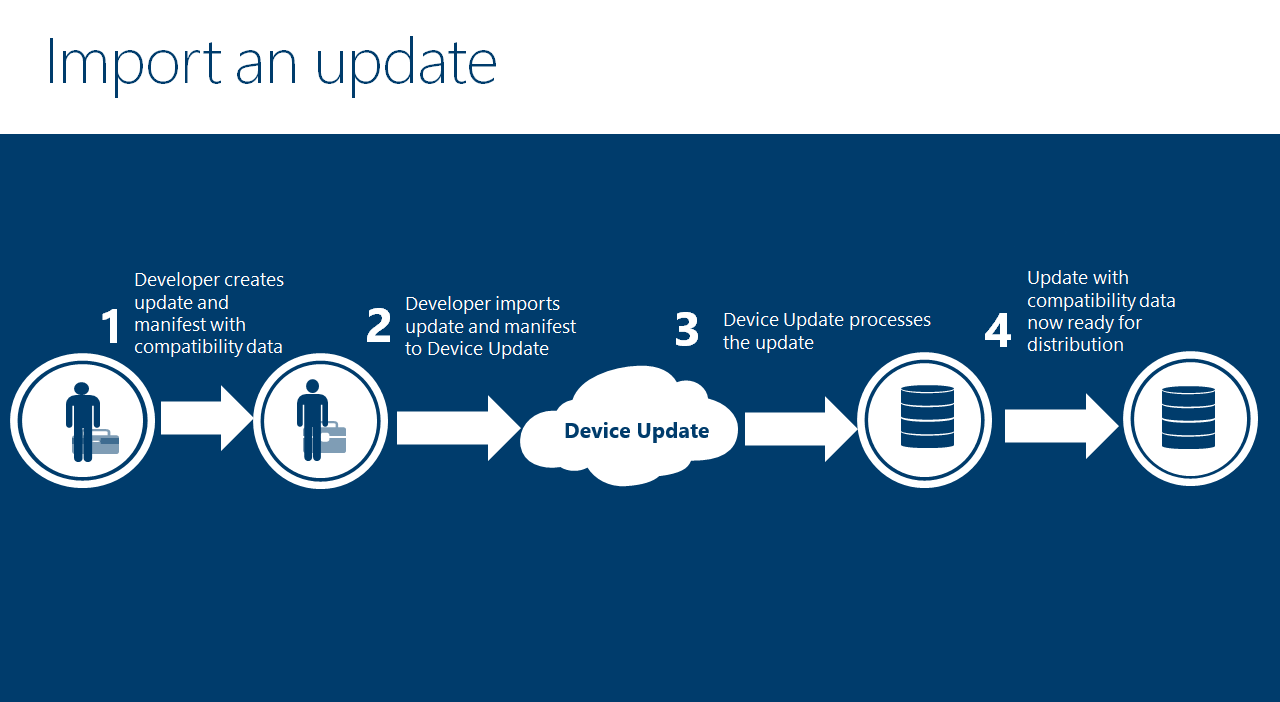 Import an update
1
Developer creates
update and
manifest with
compatibility data
2
Developer imports
update and manifest
to Device Update
3
Device Update processes
the update
4
Update with
compatibility data
now ready for
distribution
Device Update